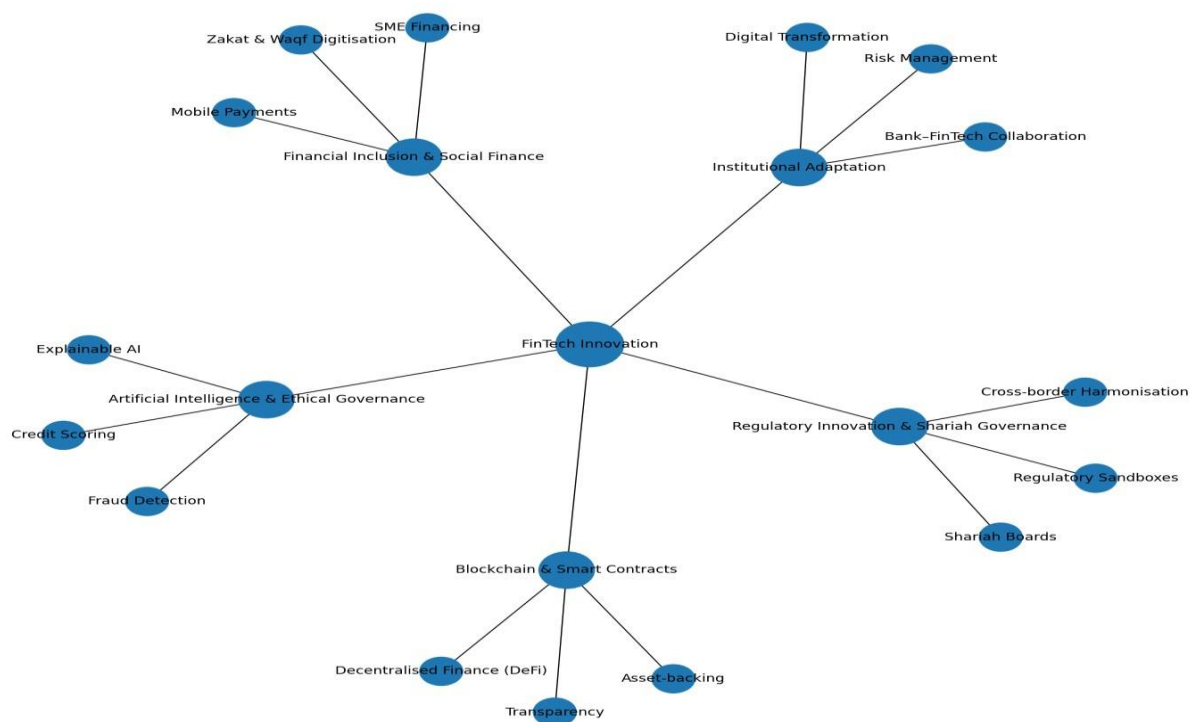 SME Financing
Zakat & Waqf Digitisation
Mobile Payments
Financial Inclusion & Social Finance
Digital Transformation
Risk Management
Bank–FinTech Collaboration
Institutional Adaptation
FinTech Innovation
Explainable AI
Artificial Intelligence & Ethical Governance
Credit Scoring
Fraud Detection
Cross-border Harmonisation
Regulatory Innovation & Shariah Governance
Regulatory Sandboxes
Shariah Boards
Blockchain & Smart Contracts
Decentralised Finance (DeFi)
Asset-backing
Transparency